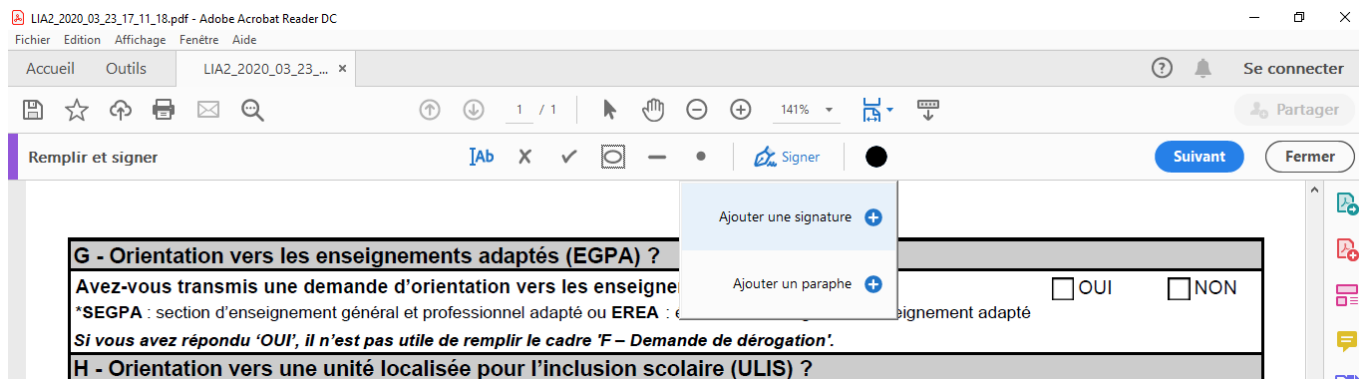 LIA2_2020_03_23_17_11_18.pdf - Adobe Acrobat Reader DC
Fichier Edition Affichage Fenêtre Aide
Accueil Outils LIA2_2020_03_23_... × Se connecter
1 / 1 141% Partager
Remplir et signer Ab Signer Suivant Fermer
Ajouter une signature
G - Orientation vers les enseignements adaptés (EGPA) ?
Ajouter un paraphe
Avez-vous transmis une demande d'orientation vers les OUI NON
*SEGPA : section d'enseignement général et professionnel adapté ou EREA : adapté
Si vous avez répondu 'OUI', il n'est pas utile de remplir le cadre 'F – Demande de dérogation'.
H - Orientation vers une unité localisée pour l'inclusion scolaire (ULIS) ?